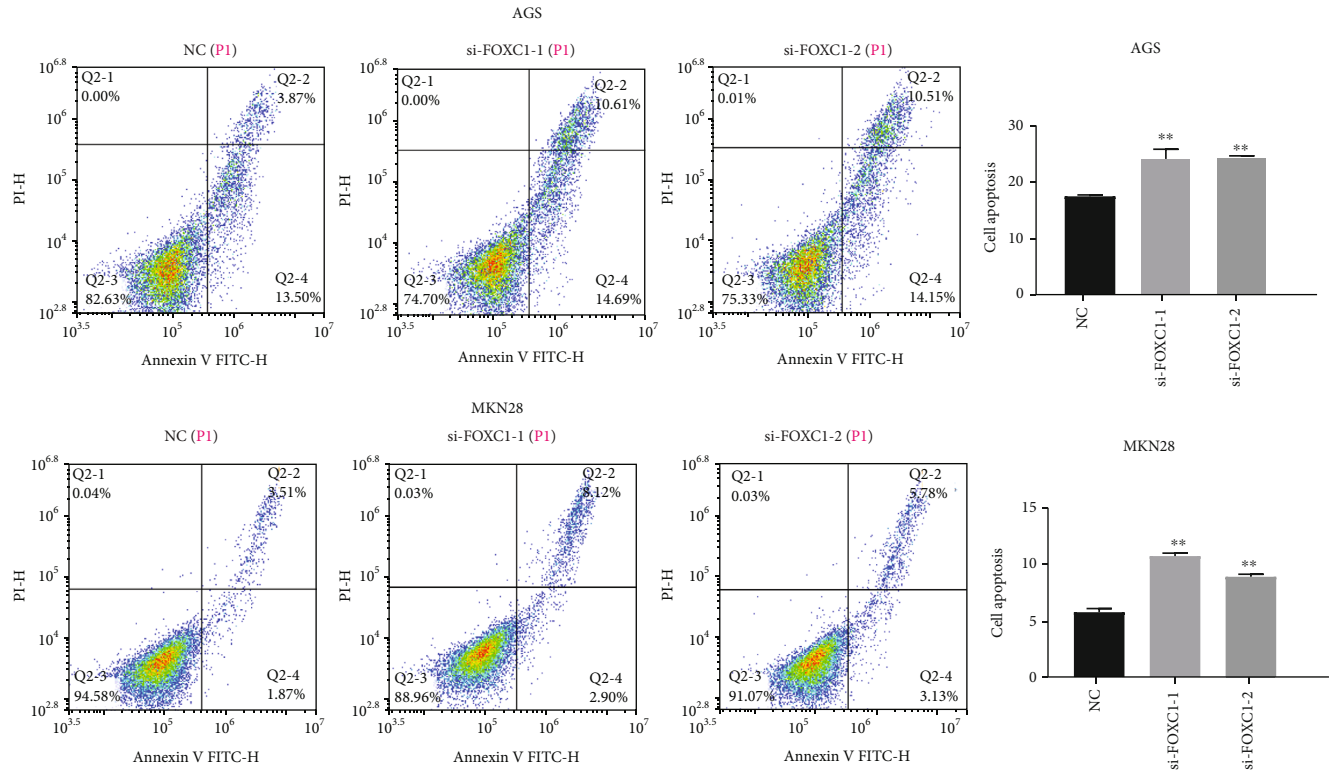 AGS
NC (P1)
10^6.8
10^6
10^5
10^4
10^2.8
PI-H
Q2-1
0.00%
Q2-2
3.87%
Q2-3
82.63%
Q2-4
13.50%
10^3.5
10^5
10^6
10^7
Annexin V FITC-H
si-FOXC1-1 (P1)
10^6.8
10^6
10^5
10^4
10^2.8
PI-H
Q2-1
0.00%
Q2-2
10.61%
Q2-3
74.70%
Q2-4
14.69%
10^3.5
10^5
10^6
10^7
Annexin V FITC-H
si-FOXC1-2 (P1)
10^6.8
10^6
10^5
10^4
10^2.8
PI-H
Q2-1
0.01%
Q2-2
10.51%
Q2-3
75.33%
Q2-4
14.15%
10^3.5
10^5
10^6
10^7
Annexin V FITC-H
AGS
Cell apoptosis
30
20
10
0
**
**
NC
si-FOXC1-1
si-FOXC1-2
MKN28
NC (P1)
10^6.8
10^6
10^5
10^4
10^2.8
PI-H
Q2-1
0.04%
Q2-2
3.51%
Q2-3
94.58%
Q2-4
1.87%
10^3.5
10^5
10^6
10^7
Annexin V FITC-H
si-FOXC1-1 (P1)
10^6.8
10^6
10^5
10^4
10^2.8
PI-H
Q2-1
0.03%
Q2-2
8.12%
Q2-3
88.96%
Q2-4
2.90%
10^3.5
10^5
10^6
10^7
Annexin V FITC-H
si-FOXC1-2 (P1)
10^6.8
10^6
10^5
10^4
10^2.8
PI-H
Q2-1
0.03%
Q2-2
5.78%
Q2-3
91.07%
Q2-4
3.13%
10^3.5
10^5
10^6
10^7
Annexin V FITC-H
MKN28
Cell apoptosis
15
10
5
0
**
**
NC
si-FOXC1-1
si-FOXC1-2